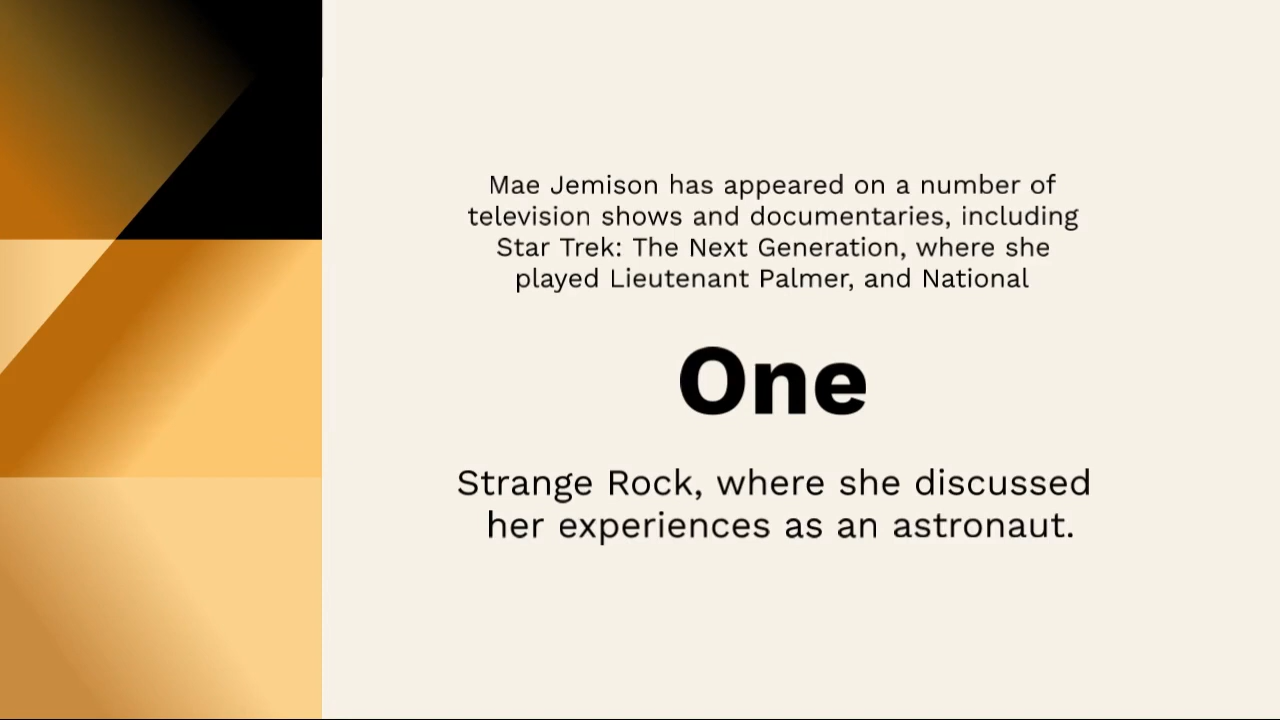 Mae Jemison has appeared on a number of
television shows and documentaries, including
Star Trek: The Next Generation, where she
played Lieutenant Palmer, and National
One
Strange Rock, where she discussed
her experiences as an astronaut.